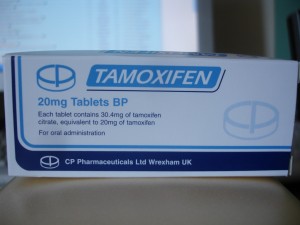 TAMOXIFEN
20mg Tablets BP
Each tablet contains 30.4mg of tamoxifen
citrate, equivalent to 20mg of tamoxifen
For oral administration
CP Pharmaceuticals Ltd Wrexham UK